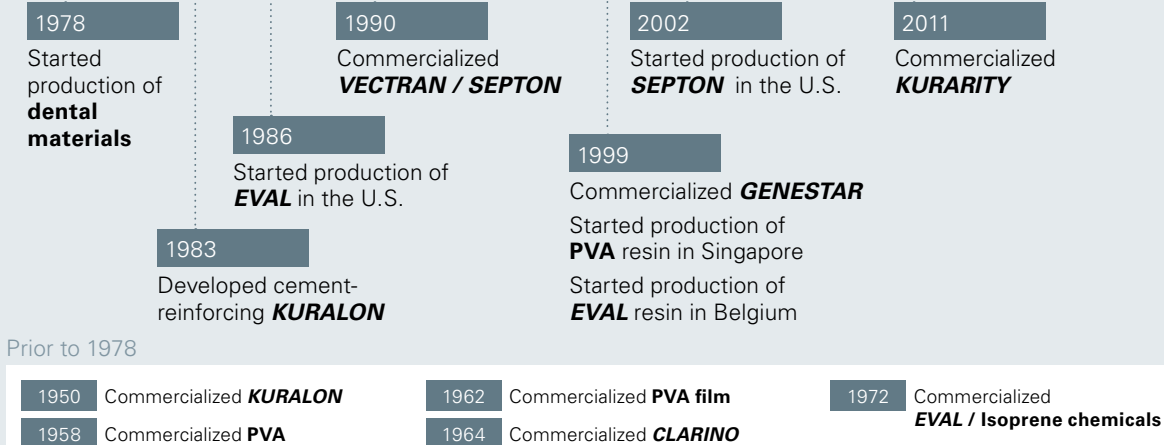 1978
Started
production of
dental
materials
1983
Developed cement-
reinforcing KURALON
1986
Started production of
EVAL in the U.S.
1990
Commercialized
VECTRAN / SEPTON
1999
Commercialized GENESTAR
Started production of
PVA resin in Singapore
Started production of
EVAL resin in Belgium
2002
Started production of
SEPTON in the U.S.
2011
Commercialized
KURARITY
Prior to 1978
1950 Commercialized KURALON
1958 Commercialized PVA
1962 Commercialized PVA film
1964 Commercialized CLARINO
1972 Commercialized
EVAL / Isoprene chemicals